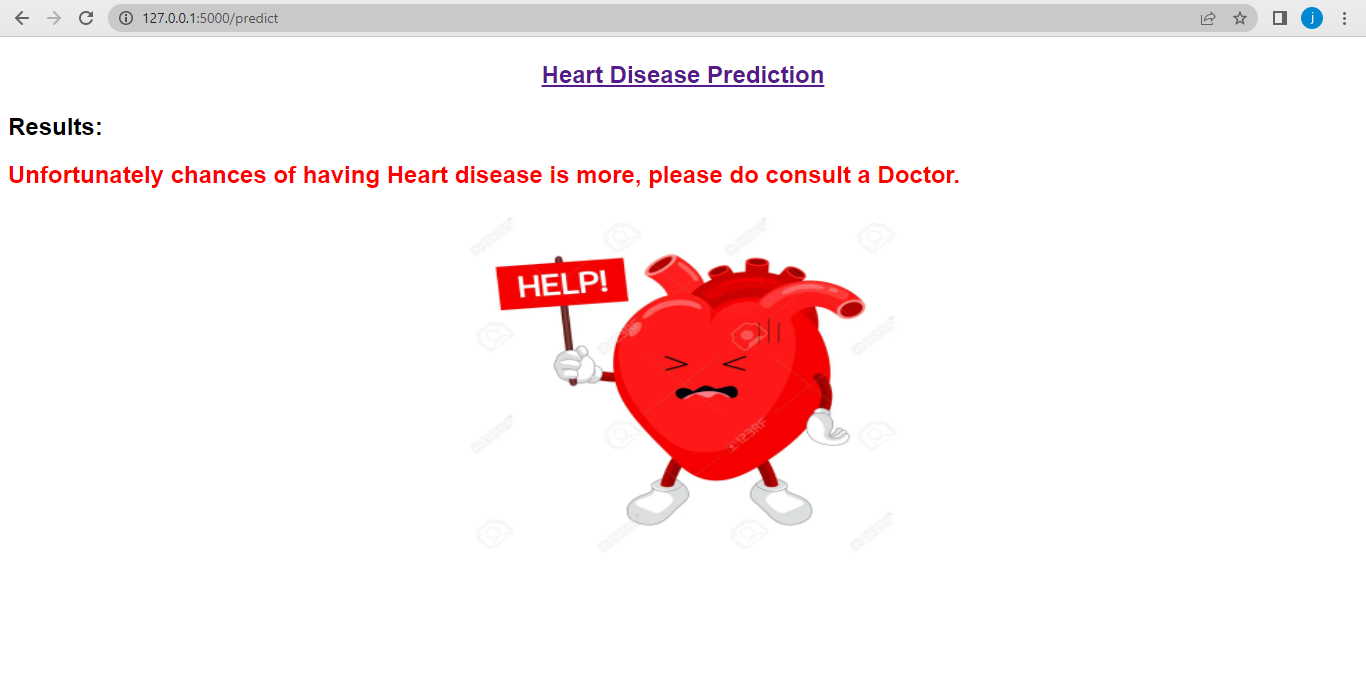 127.0.0.1:5000/predict
j
Heart Disease Prediction
Results:
Unfortunately chances of having Heart disease is more, please do consult a Doctor.
HELP!
123RF